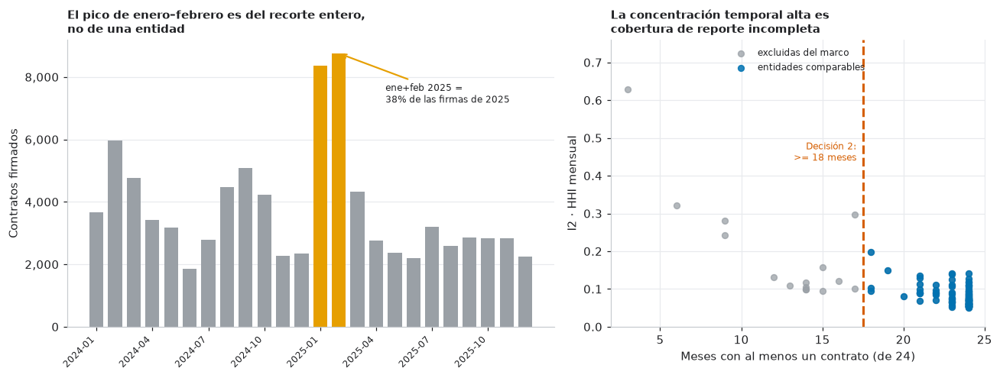 El pico de enero–febrero es del recorte entero,
no de una entidad
Contratos firmados
8,000
6,000
4,000
2,000
0
ene+feb 2025 =
38% de las firmas de 2025
2024-01
2024-04
2024-07
2024-10
2025-01
2025-04
2025-07
2025-10
La concentración temporal alta es
cobertura de reporte incompleta
I2 · HHI mensual
0.7
0.6
0.5
0.4
0.3
0.2
0.1
0.0
excluidas del marco
entidades comparables
Decisión 2:
>= 18 meses
5
10
15
20
25
Meses con al menos un contrato (de 24)